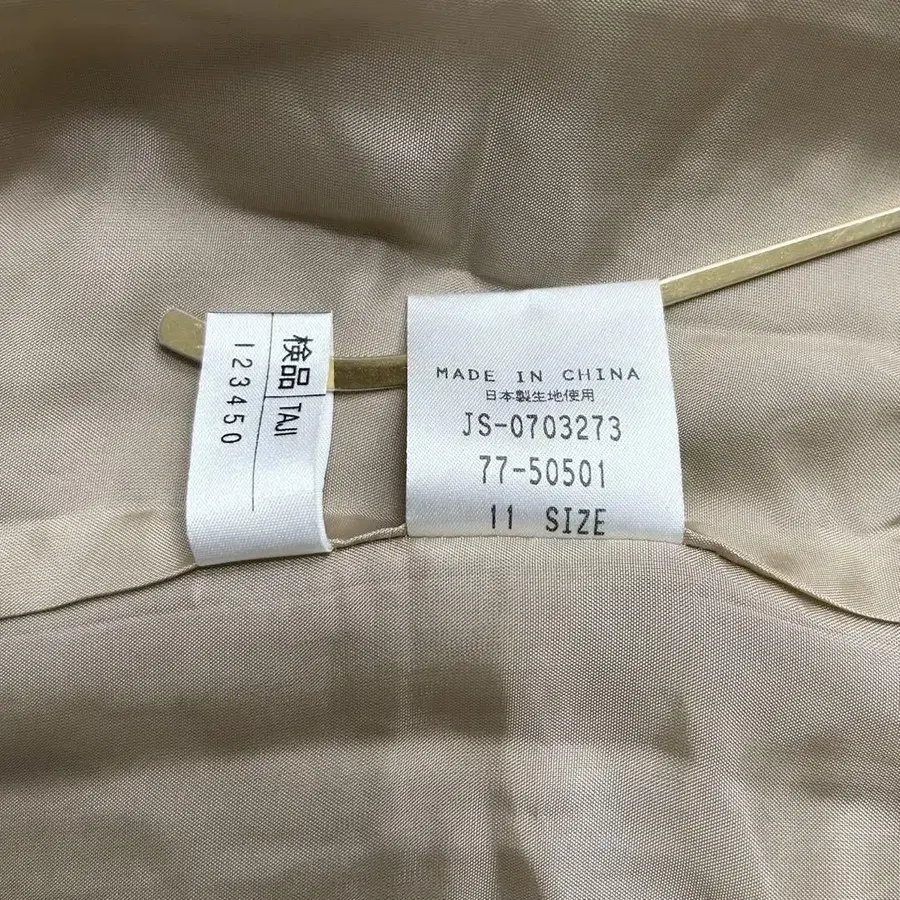 検品 TAJI
123450
MADE IN CHINA
日本製生地使用
JS-0703273
77-50501
11 SIZE